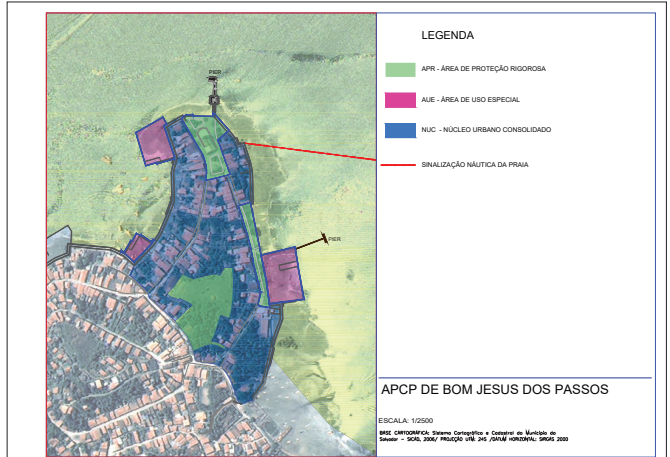 LEGENDA
APR - ÁREA DE PROTEÇÃO RIGOROSA
AUE - ÁREA DE USO ESPECIAL
NUC - NÚCLEO URBANO CONSOLIDADO
SINALIZAÇÃO NÁUTICA DA PRAIA
PIER
PIER
APCP DE BOM JESUS DOS PASSOS
ESCALA: 1/2500
BASE CARTOGRÁFICA: Sistema Cartográfico e Cadastral do Município do
Salvador - SICAD, 2006/ PROJEÇÃO UTM: 24S /DATUM HORIZONTAL: SIRGAS 2000